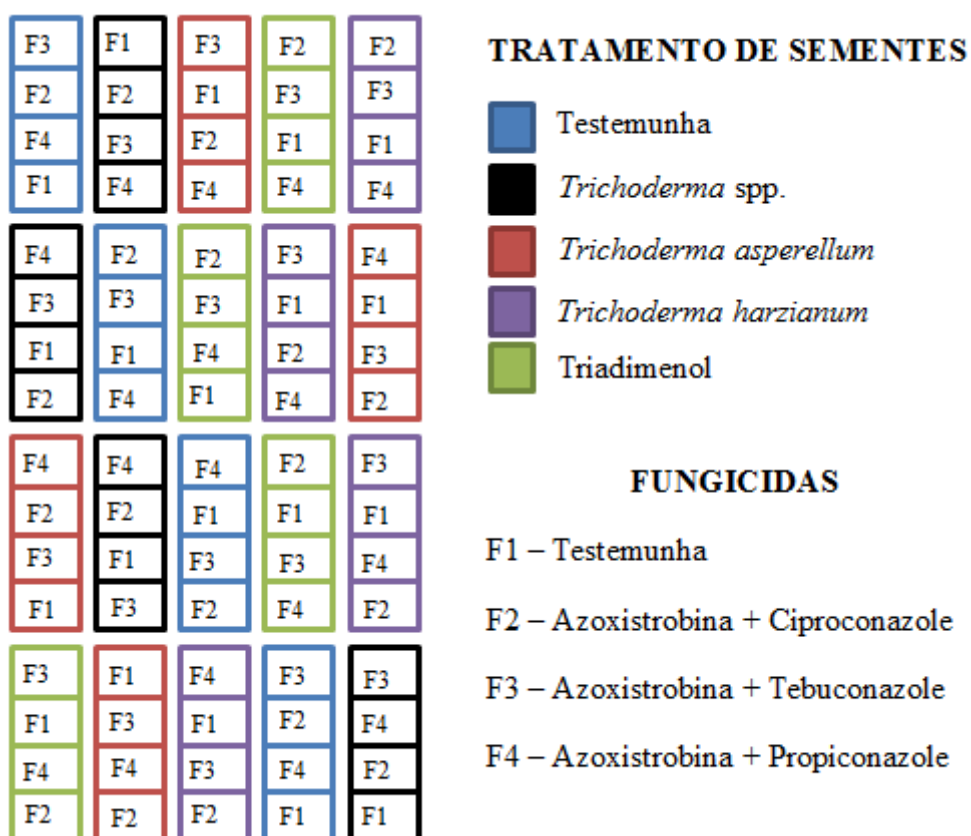 F3 F1 F3 F2 F2
F2 F2 F1 F3 F3
F4 F3 F2 F1 F1
F1 F4 F4 F4 F4
F4 F2 F2 F3 F4
F3 F3 F3 F1 F1
F1 F1 F4 F2 F3
F2 F4 F1 F4 F2
F4 F4 F4 F2 F3
F2 F2 F1 F1 F1
F3 F1 F3 F3 F4
F1 F3 F2 F4 F2
F3 F1 F4 F3 F3
F1 F3 F1 F2 F4
F4 F4 F3 F4 F2
F2 F2 F2 F1 F1
TRATAMENTO DE SEMENTES
Testemunha
Trichoderma spp.
Trichoderma asperellum
Trichoderma harzianum
Triadimenol
FUNGICIDAS
F1 – Testemunha
F2 – Azoxistrobina + Ciproconazole
F3 – Azoxistrobina + Tebuconazole
F4 – Azoxistrobina + Propiconazole